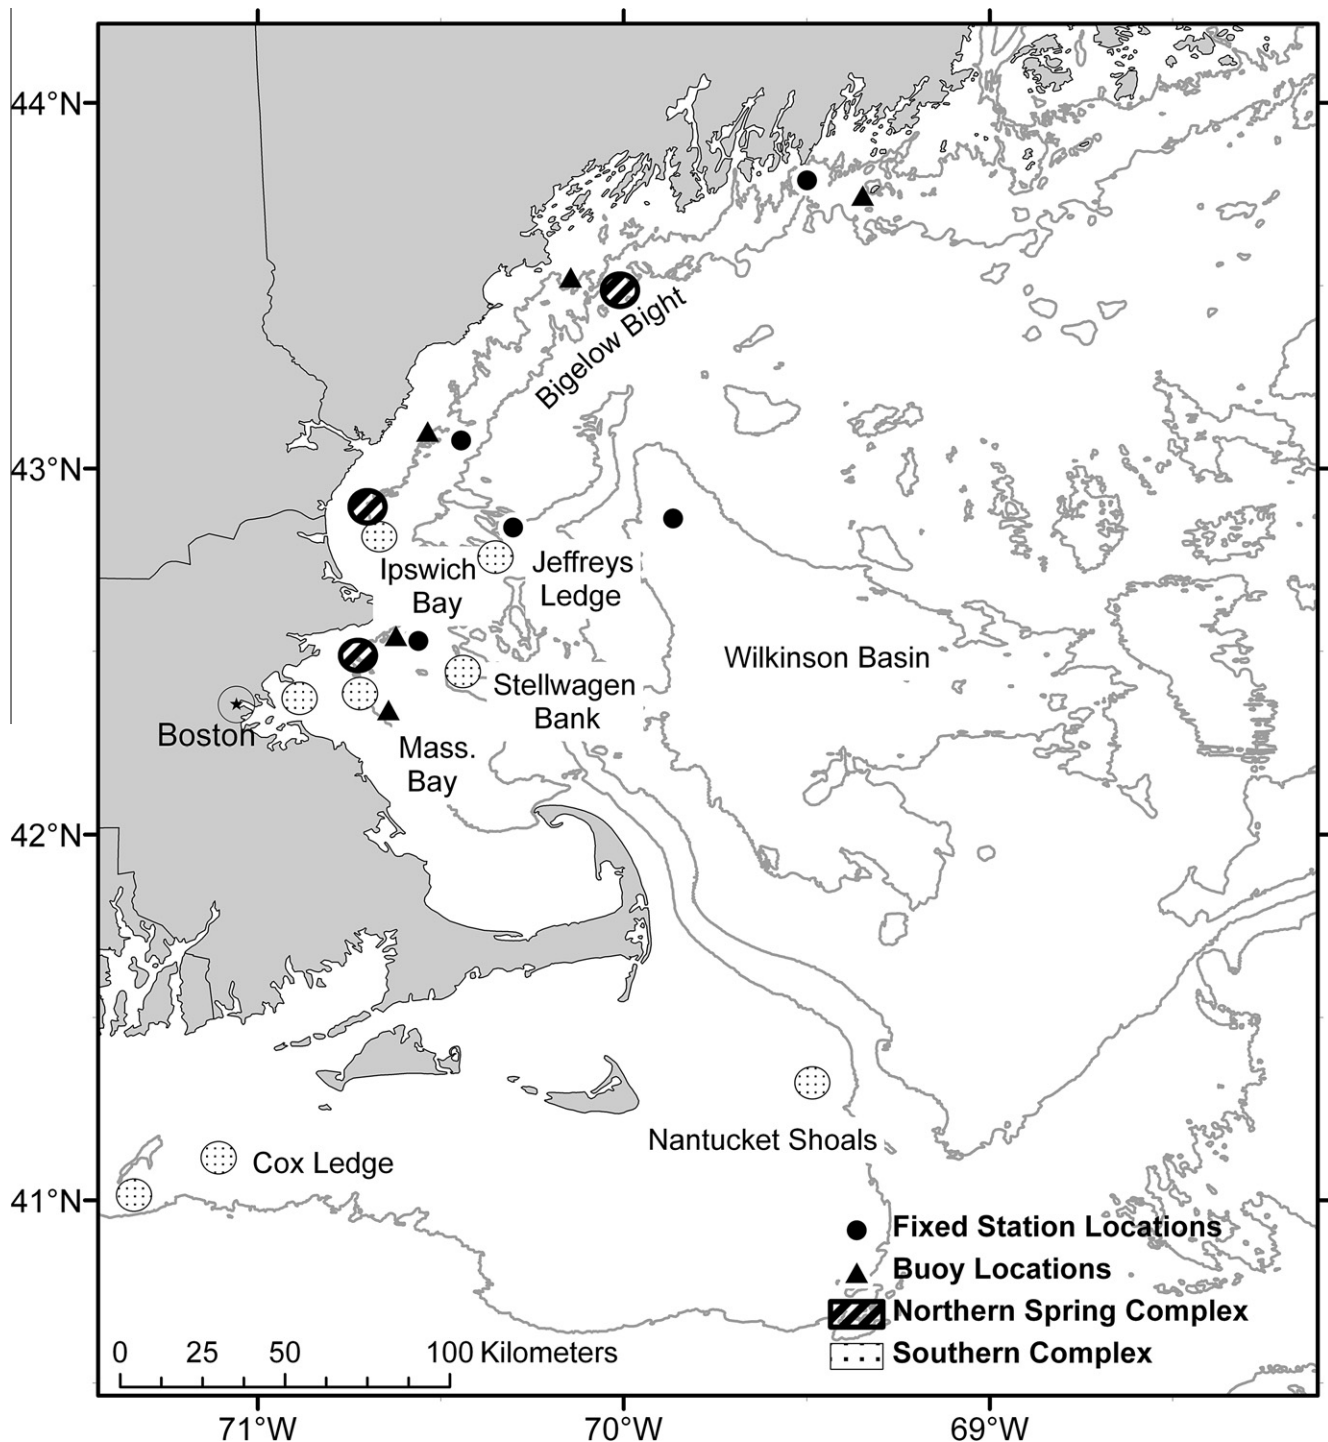 44°N
43°N
42°N
41°N
Bigelow Bight
Ipswich
Bay
Jeffreys
Ledge
Wilkinson Basin
Stellwagen
Bank
Boston
Mass.
Bay
Nantucket Shoals
Cox Ledge
Fixed Station Locations
Buoy Locations
Northern Spring Complex
Southern Complex
0 25 50 100 Kilometers
71°W 70°W 69°W